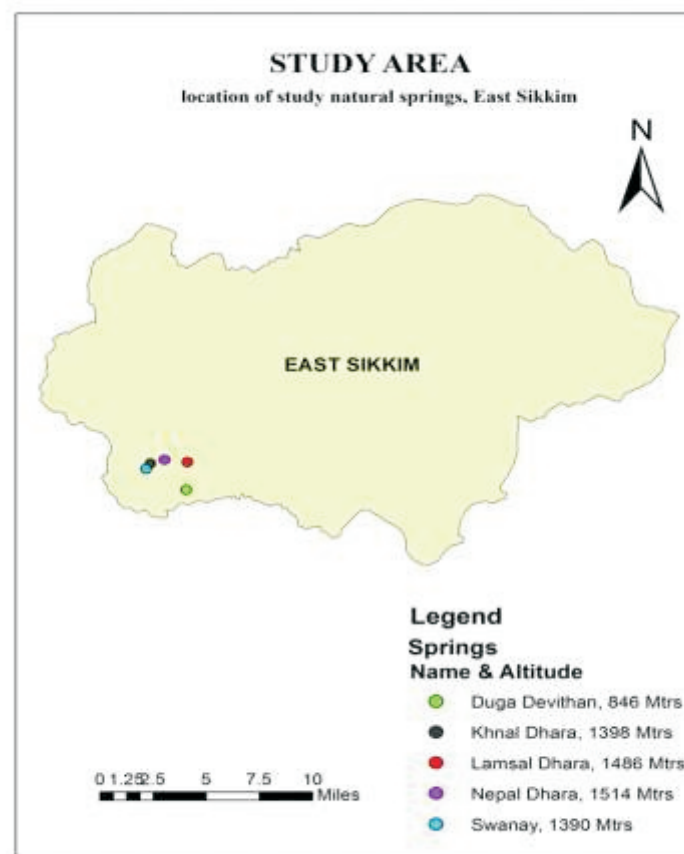 STUDY AREA
location of study natural springs, East Sikkim
N
EAST SIKKIM
Legend
Springs
Name & Altitude
Duga Devithan, 846 Mtrs
Khnal Dhara, 1398 Mtrs
Lamsal Dhara, 1486 Mtrs
Nepal Dhara, 1514 Mtrs
Swanay, 1390 Mtrs
0 1.252.5 5 7.5 10
Miles